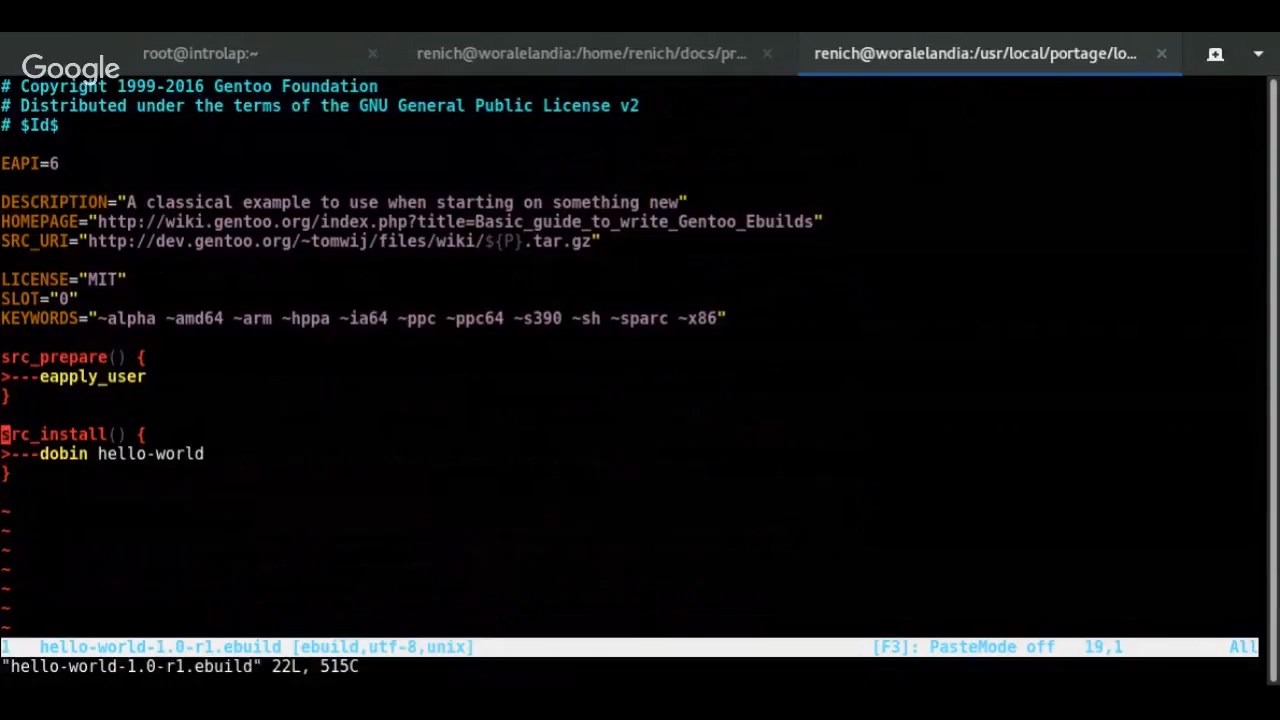 Google
root@introlap:~ × renich@woralelandia:/home/renich/docs/pr... × renich@woralelandia:/usr/local/portage/lo... ×
# Copyright 1999-2016 Gentoo Foundation
# Distributed under the terms of the GNU General Public License v2
# $Id$
EAPI=6
DESCRIPTION="A classical example to use when starting on something new"
HOMEPAGE="http://wiki.gentoo.org/index.php?title=Basic_guide_to_write_Gentoo_Ebuilds"
SRC_URI="http://dev.gentoo.org/~tomwij/files/wiki/${P}.tar.gz"
LICENSE="MIT"
SLOT="0"
KEYWORDS="~alpha ~amd64 ~arm ~hppa ~ia64 ~ppc ~ppc64 ~s390 ~sh ~sparc ~x86"
src_prepare() {
>---eapply_user
}
src_install() {
>---dobin hello-world
}
~
~
~
~
~
~
~
1 hello-world-1.0-r1.ebuild [ebuild,utf-8,unix] [F3]: PasteMode off 19,1 All
"hello-world-1.0-r1.ebuild" 22L, 515C